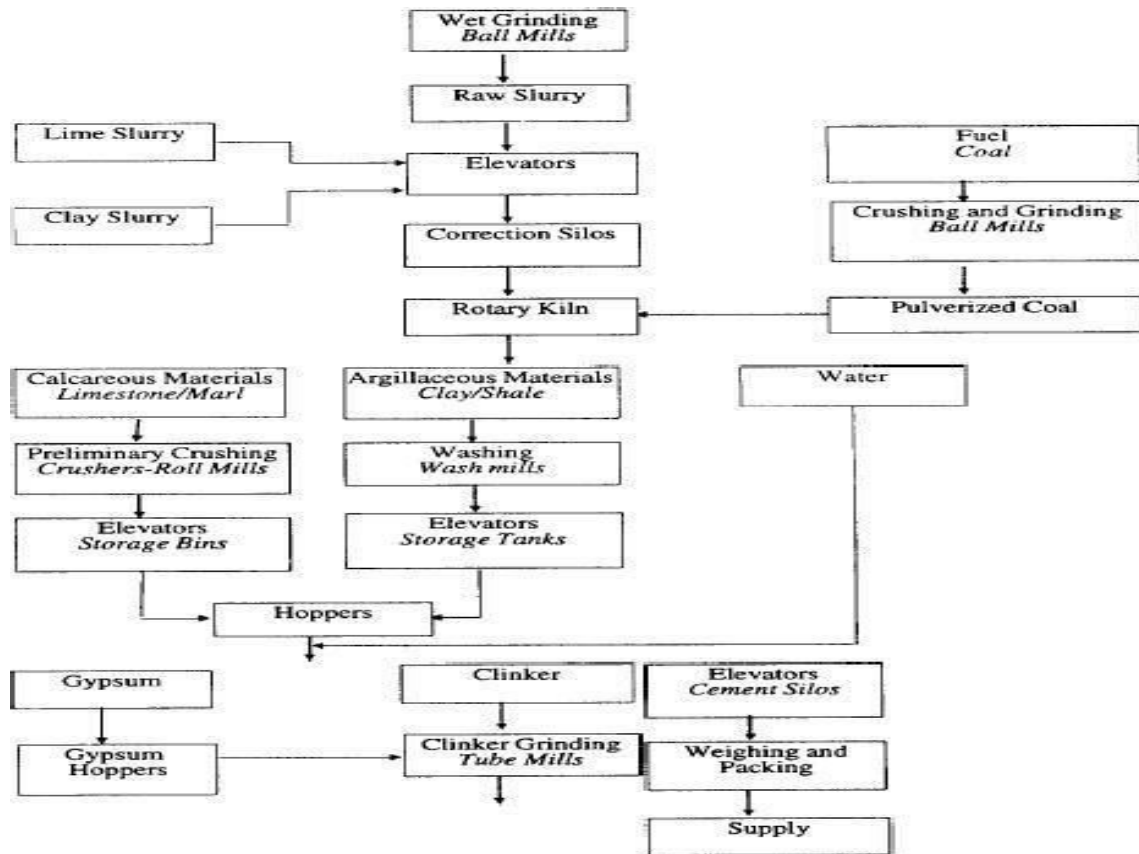 Wet Grinding
Ball Mills
Raw Slurry
Lime Slurry
Elevators
Clay Slurry
Correction Silos
Rotary Kiln
Fuel
Coal
Crushing and Grinding
Ball Mills
Pulverized Coal
Calcareous Materials
Limestone/Marl
Preliminary Crushing
Crushers-Roll Mills
Elevators
Storage Bins
Argillaceous Materials
Clay/Shale
Washing
Wash mills
Elevators
Storage Tanks
Water
Hoppers
Gypsum
Gypsum
Hoppers
Clinker
Clinker Grinding
Tube Mills
Elevators
Cement Silos
Weighing and
Packing
Supply